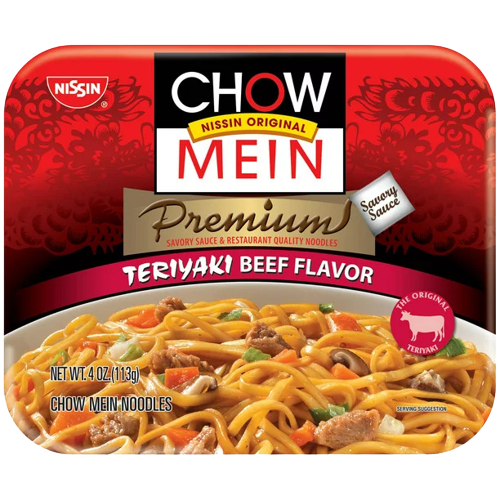 NISSIN
®
CHOW
NISSIN ORIGINAL
MEIN
Premium
Savory
Sauce
SAVORY SAUCE & RESTAURANT QUALITY NOODLES
TERIYAKI BEEF FLAVOR
THE ORIGINAL
TERIYAKI
NET WT. 4 OZ.(113g)
CHOW MEIN NOODLES
SERVING SUGGESTION